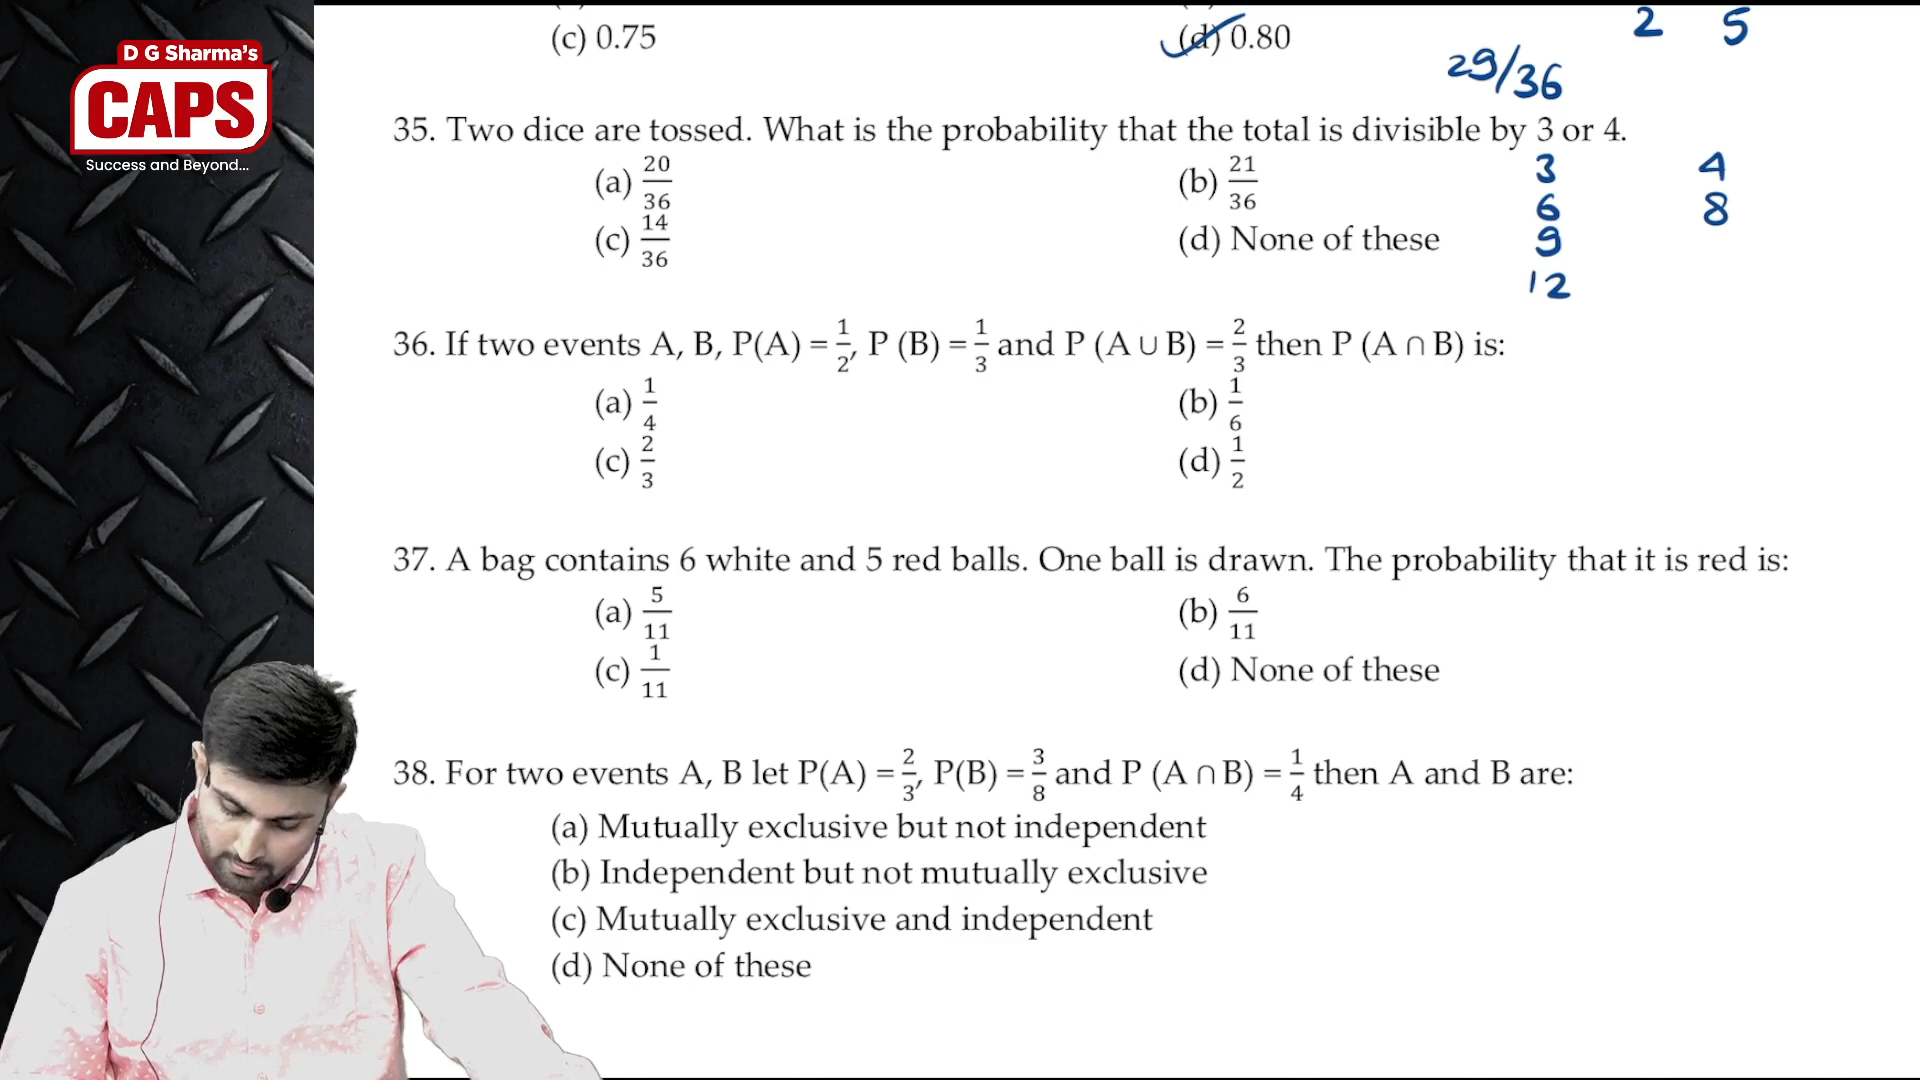 D G Sharma's
CAPS
Success and Beyond...
(c) 0.75
(d) 0.80
2 5
29/36
35. Two dice are tossed. What is the probability that the total is divisible by 3 or 4.
(a) 20/36
(b) 21/36
(c) 14/36
(d) None of these
3 4
6 8
9
12
36. If two events A, B, P(A) = 1/2, P (B) = 1/3 and P (A ∪ B) = 2/3 then P (A ∩ B) is:
(a) 1/4
(b) 1/6
(c) 2/3
(d) 1/2
37. A bag contains 6 white and 5 red balls. One ball is drawn. The probability that it is red is:
(a) 5/11
(b) 6/11
(c) 1/11
(d) None of these
38. For two events A, B let P(A) = 2/3, P(B) = 3/8 and P (A ∩ B) = 1/4 then A and B are:
(a) Mutually exclusive but not independent
(b) Independent but not mutually exclusive
(c) Mutually exclusive and independent
(d) None of these